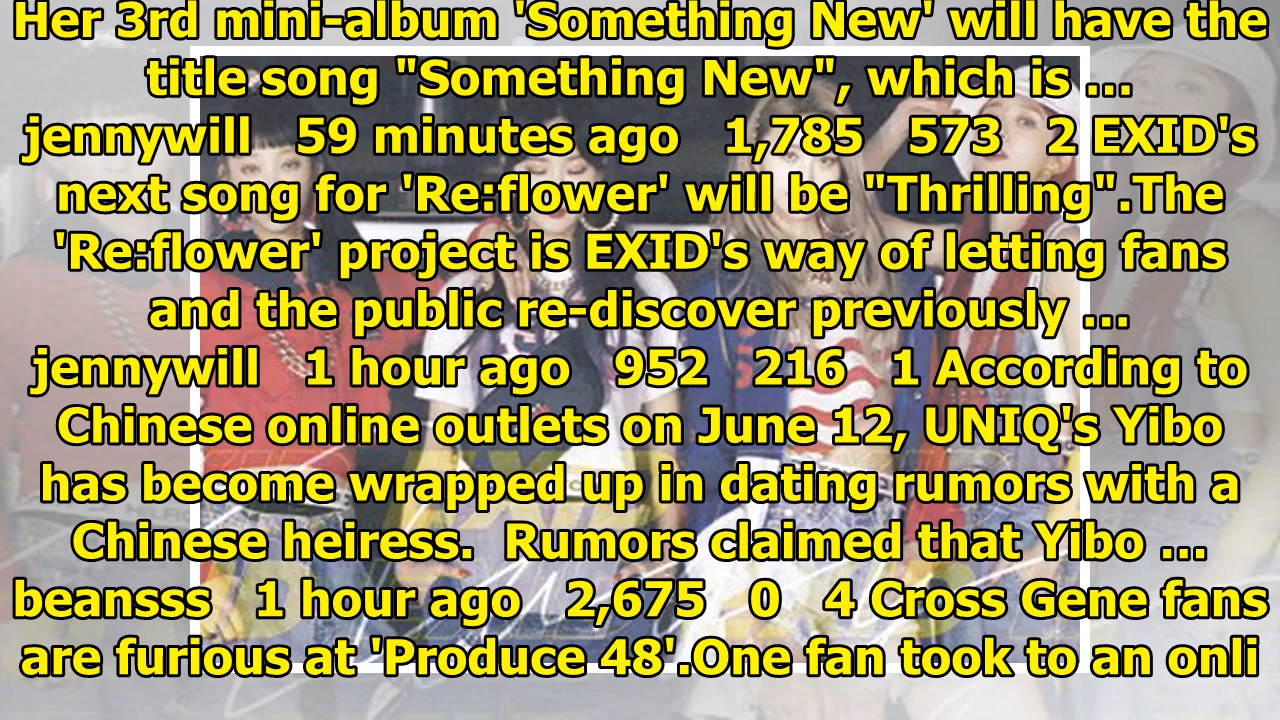 Her 3rd mini-album 'Something New' will have the
title song "Something New", which is ...
jennywill 59 minutes ago 1,785 573 2 EXID's
next song for 'Re:flower' will be "Thrilling".The
'Re:flower' project is EXID's way of letting fans
and the public re-discover previously ...
jennywill 1 hour ago 952 216 1 According to
Chinese online outlets on June 12, UNIQ's Yibo
has become wrapped up in dating rumors with a
Chinese heiress. Rumors claimed that Yibo ...
beansss 1 hour ago 2,675 0 4 Cross Gene fans
are furious at 'Produce 48'.One fan took to an onli